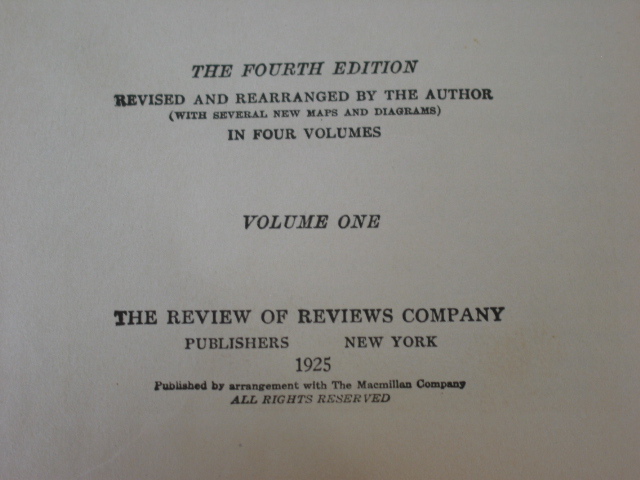 THE FOURTH EDITION
REVISED AND REARRANGED BY THE AUTHOR
(WITH SEVERAL NEW MAPS AND DIAGRAMS)
IN FOUR VOLUMES
VOLUME ONE
THE REVIEW OF REVIEWS COMPANY
PUBLISHERS NEW YORK
1925
Published by arrangement with The Macmillan Company
ALL RIGHTS RESERVED